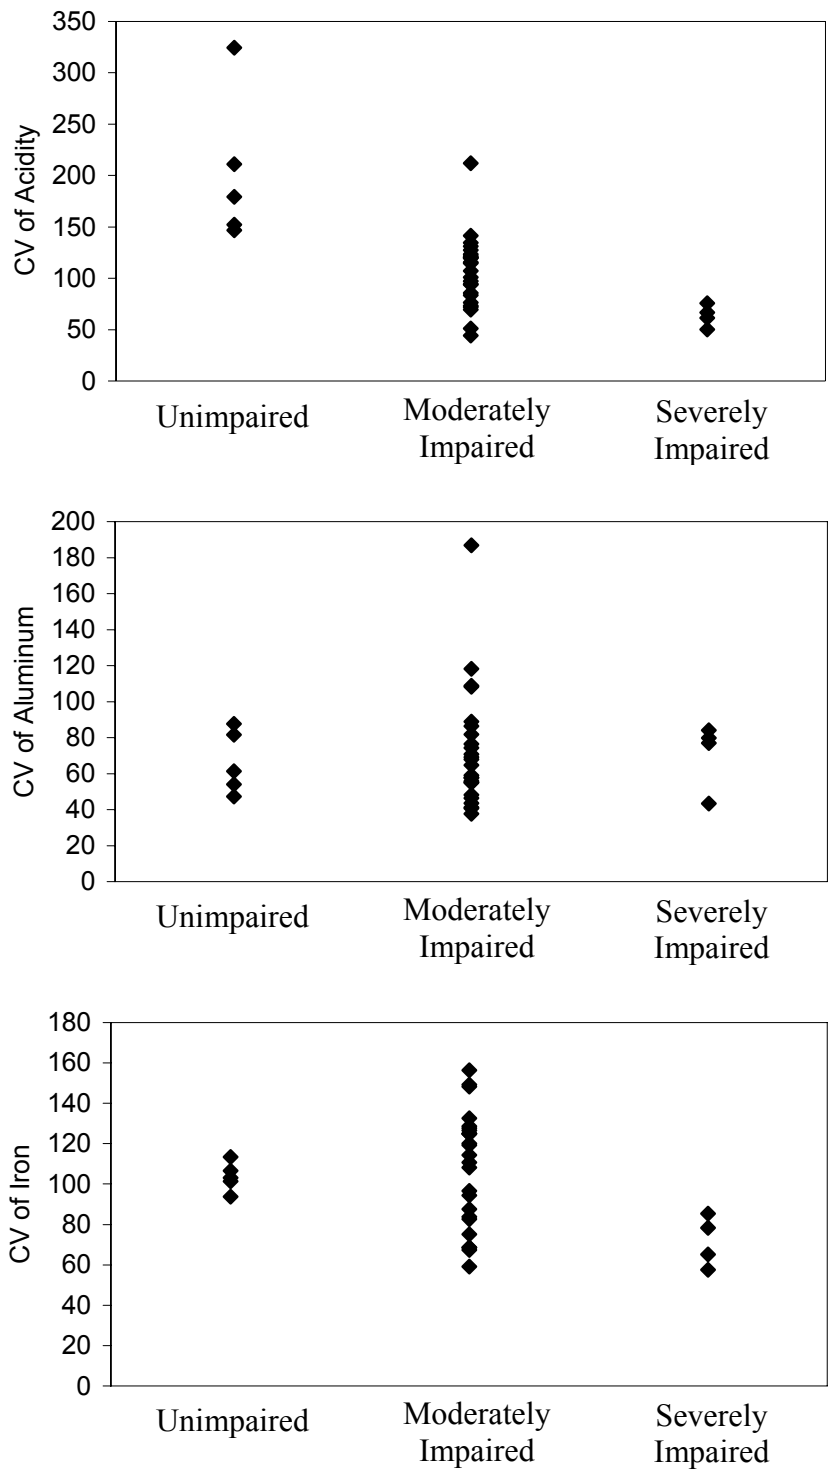 350
300
250
200
150
100
50
0
CV of Acidity
Unimpaired
Moderately
Impaired
Severely
Impaired
200
180
160
140
120
100
80
60
40
20
0
CV of Aluminum
Unimpaired
Moderately
Impaired
Severely
Impaired
180
160
140
120
100
80
60
40
20
0
CV of Iron
Unimpaired
Moderately
Impaired
Severely
Impaired